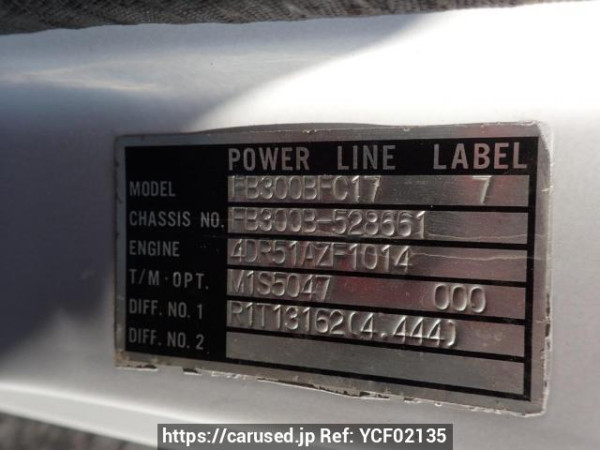 POWER LINE LABEL
MODEL FB300BFC17 7
CHASSIS NO. FB300B-528661
ENGINE 4DR51AZF1014
T/M·OPT. M1S5047 000
DIFF. NO. 1 R1T13162(4.444)
DIFF. NO. 2
https://carused.jp Ref: YCF02135